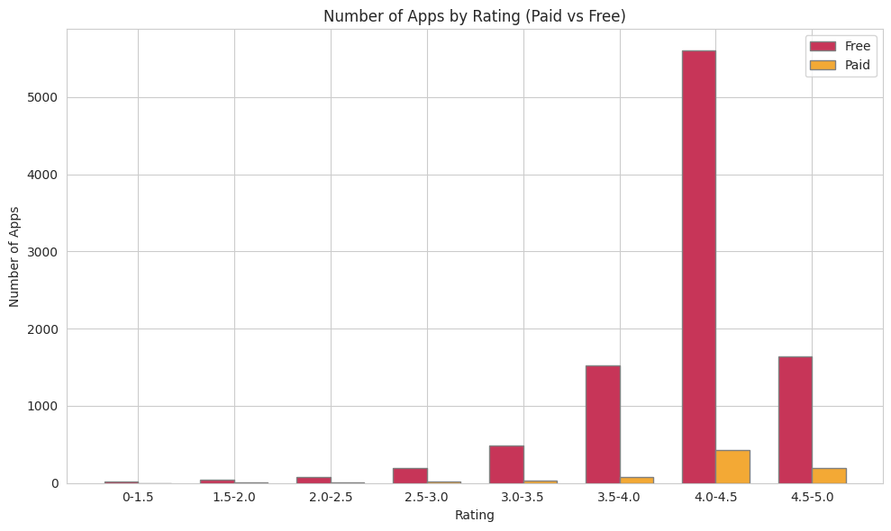 Number of Apps by Rating (Paid vs Free)
Free
Paid
Number of Apps
5000
4000
3000
2000
1000
0
0-1.5 1.5-2.0 2.0-2.5 2.5-3.0 3.0-3.5 3.5-4.0 4.0-4.5 4.5-5.0
Rating